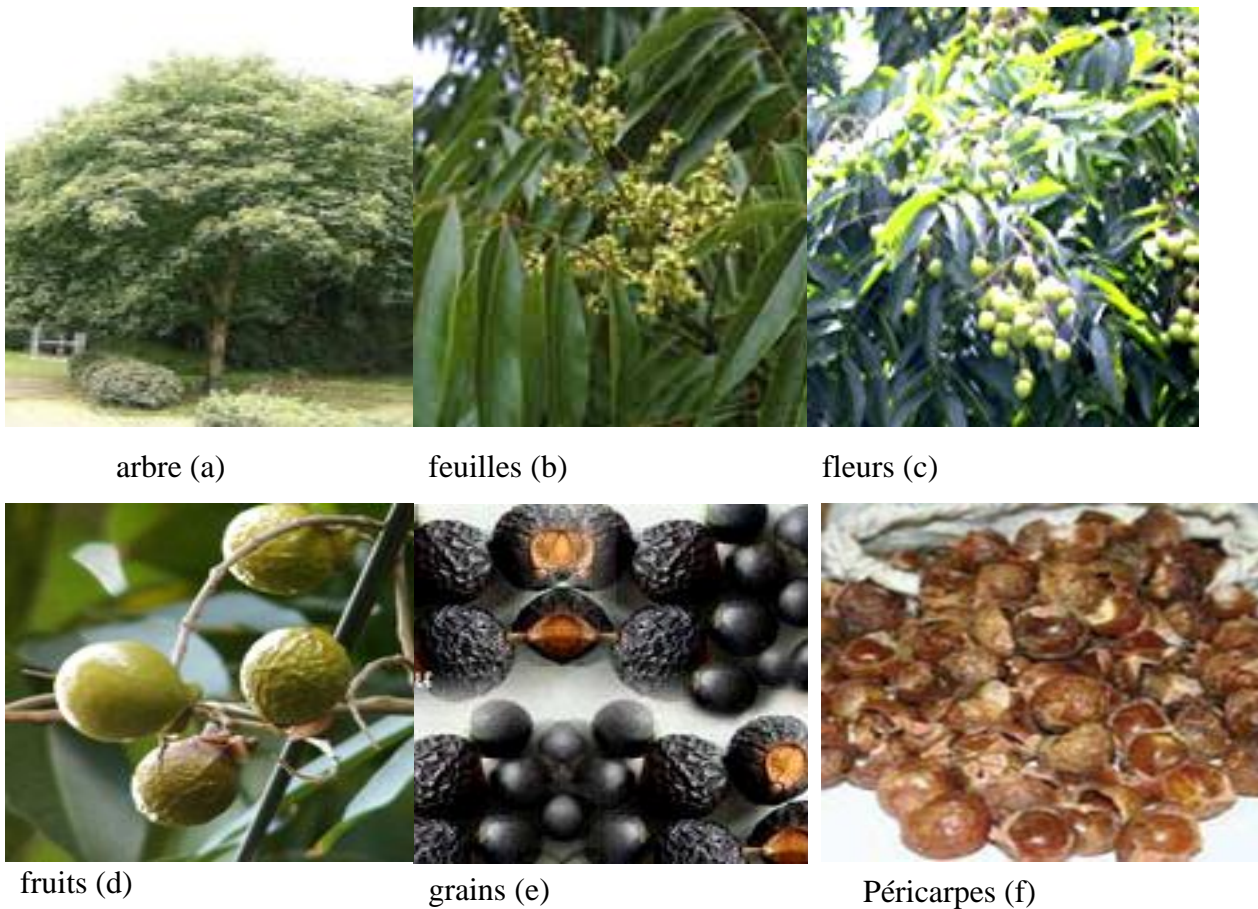 arbre (a)
feuilles (b)
fleurs (c)
fruits (d)
grains (e)
Péricarpes (f)